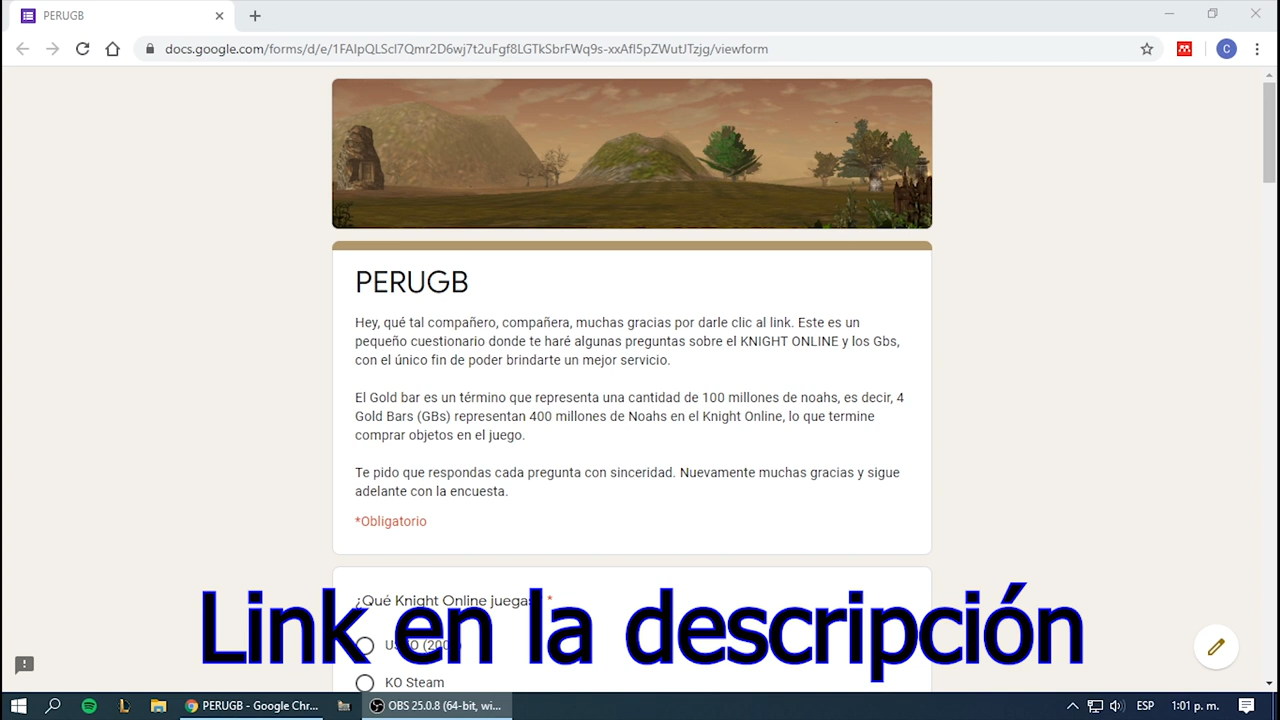 PERUGB
docs.google.com/forms/d/e/1FAIpQLScl7Qmr2D6wj7t2uFgf8LGTkSbrFWq9s-xxAfl5pZWutJTzjg/viewform
C
PERUGB
Hey, qué tal compañero, compañera, muchas gracias por darle clic al link. Este es un
pequeño cuestionario donde te haré algunas preguntas sobre el KNIGHT ONLINE y los Gbs,
con el único fin de poder brindarte un mejor servicio.
El Gold bar es un término que representa una cantidad de 100 millones de noahs, es decir, 4
Gold Bars (GBs) representan 400 millones de Noahs en el Knight Online, lo que termine
comprar objetos en el juego.
Te pido que respondas cada pregunta con sinceridad. Nuevamente muchas gracias y sigue
adelante con la encuesta.
*Obligatorio
¿Qué Knight Online juegas *
Link en la descripción
KO Steam
PERUGB - Google Chr...
OBS 25.0.8 (64-bit, wi...
ESP
1:01 p. m.